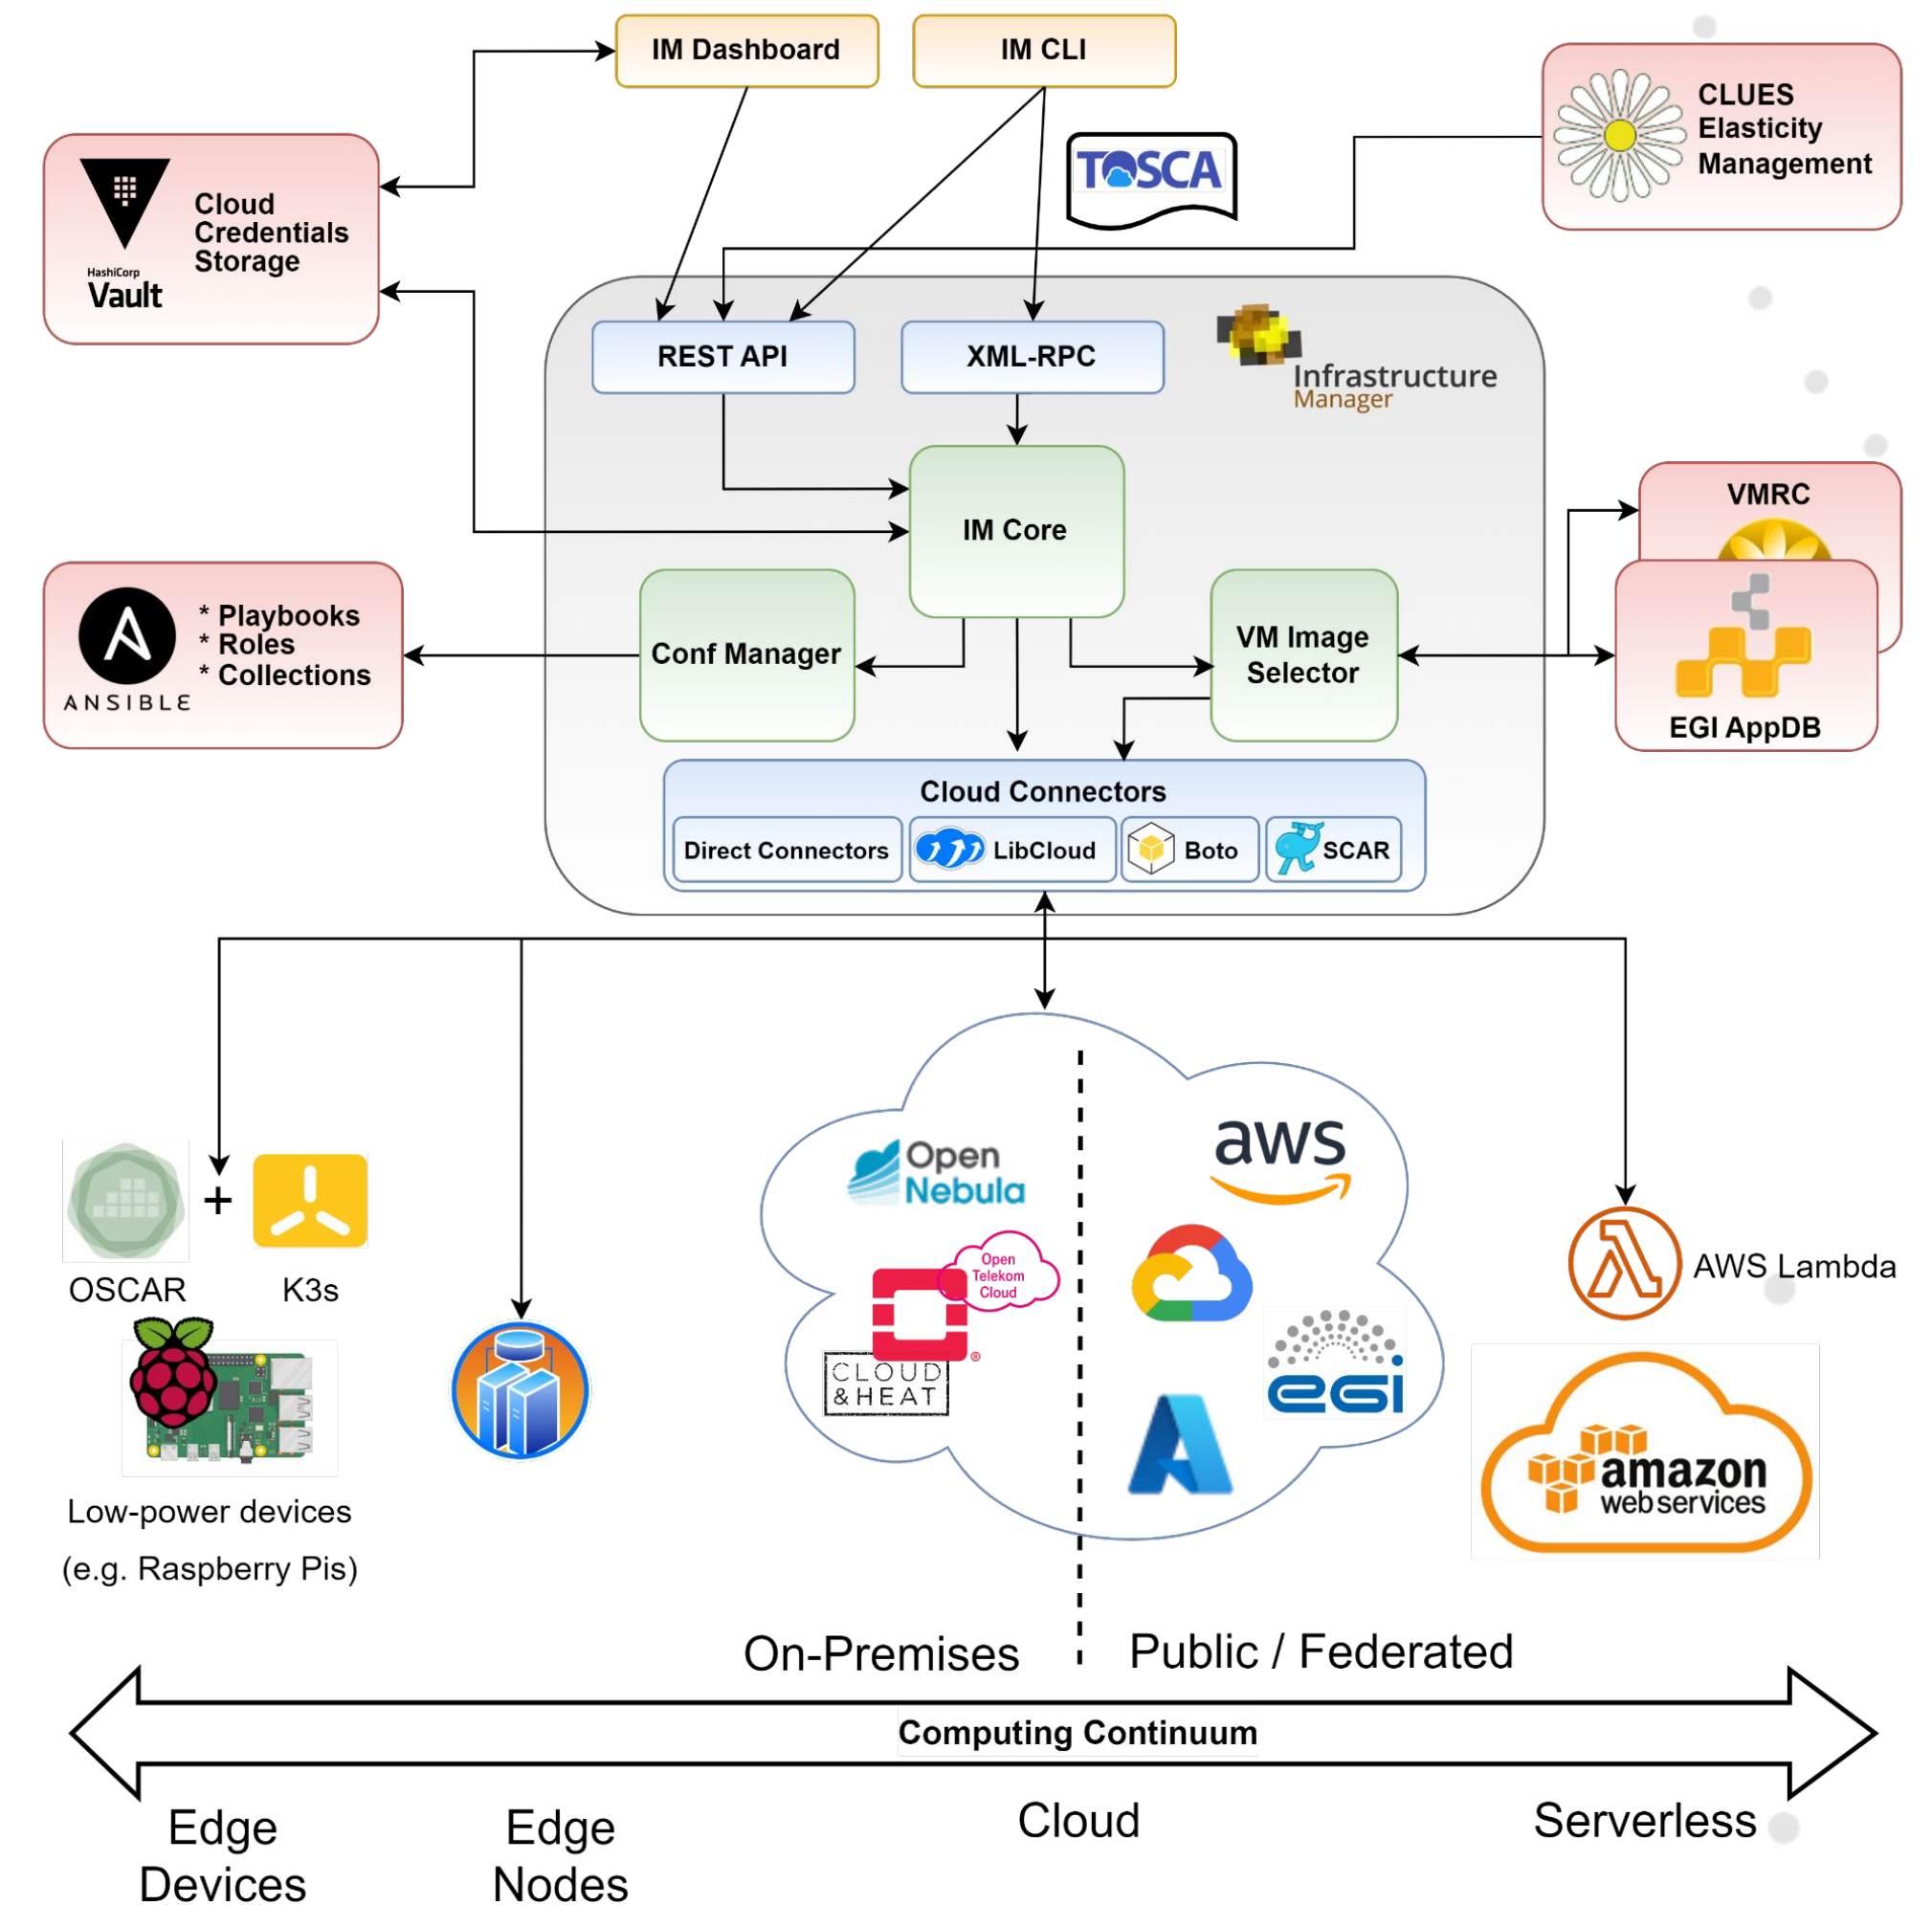 IM Dashboard
IM CLI
CLUES
Elasticity
Management
TOSCA
Cloud
Credentials
Storage
HashiCorp
Vault
REST API
XML-RPC
Infrastructure
Manager
IM Core
VMRC
* Playbooks
* Roles
* Collections
ANSIBLE
Conf Manager
VM Image
Selector
EGI AppDB
Cloud Connectors
Direct Connectors
LibCloud
Boto
SCAR
Open
Nebula
aws
+
OSCAR
K3s
Open
Telekom
Cloud
®
CLOUD
& HEAT
egi
AWS Lambda
amazon
web services
Low-power devices
(e.g. Raspberry Pis)
On-Premises
Public / Federated
Computing Continuum
Edge
Devices
Edge
Nodes
Cloud
Serverless